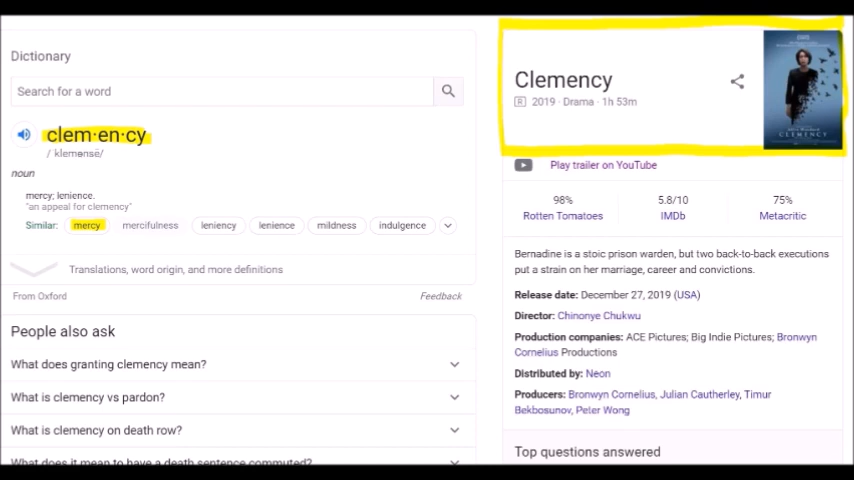 Dictionary
Search for a word
clem·en·cy
/ˈklemənsē/
noun
mercy; lenience.
"an appeal for clemency"
Similar: mercy mercifulness leniency lenience mildness indulgence
Translations, word origin, and more definitions
From Oxford Feedback
People also ask
What does granting clemency mean?
What is clemency vs pardon?
What is clemency on death row?
What does it mean to have a death sentence commuted?
Clemency
R 2019 · Drama · 1h 53m
CLEMENCY
Play trailer on YouTube
98% 5.8/10 75%
Rotten Tomatoes IMDb Metacritic
Bernadine is a stoic prison warden, but two back-to-back executions
put a strain on her marriage, career and convictions.
Release date: December 27, 2019 (USA)
Director: Chinonye Chukwu
Production companies: ACE Pictures; Big Indie Pictures; Bronwyn
Cornelius Productions
Distributed by: Neon
Producers: Bronwyn Cornelius, Julian Cautherley, Timur
Bekbosunov, Peter Wong
Top questions answered